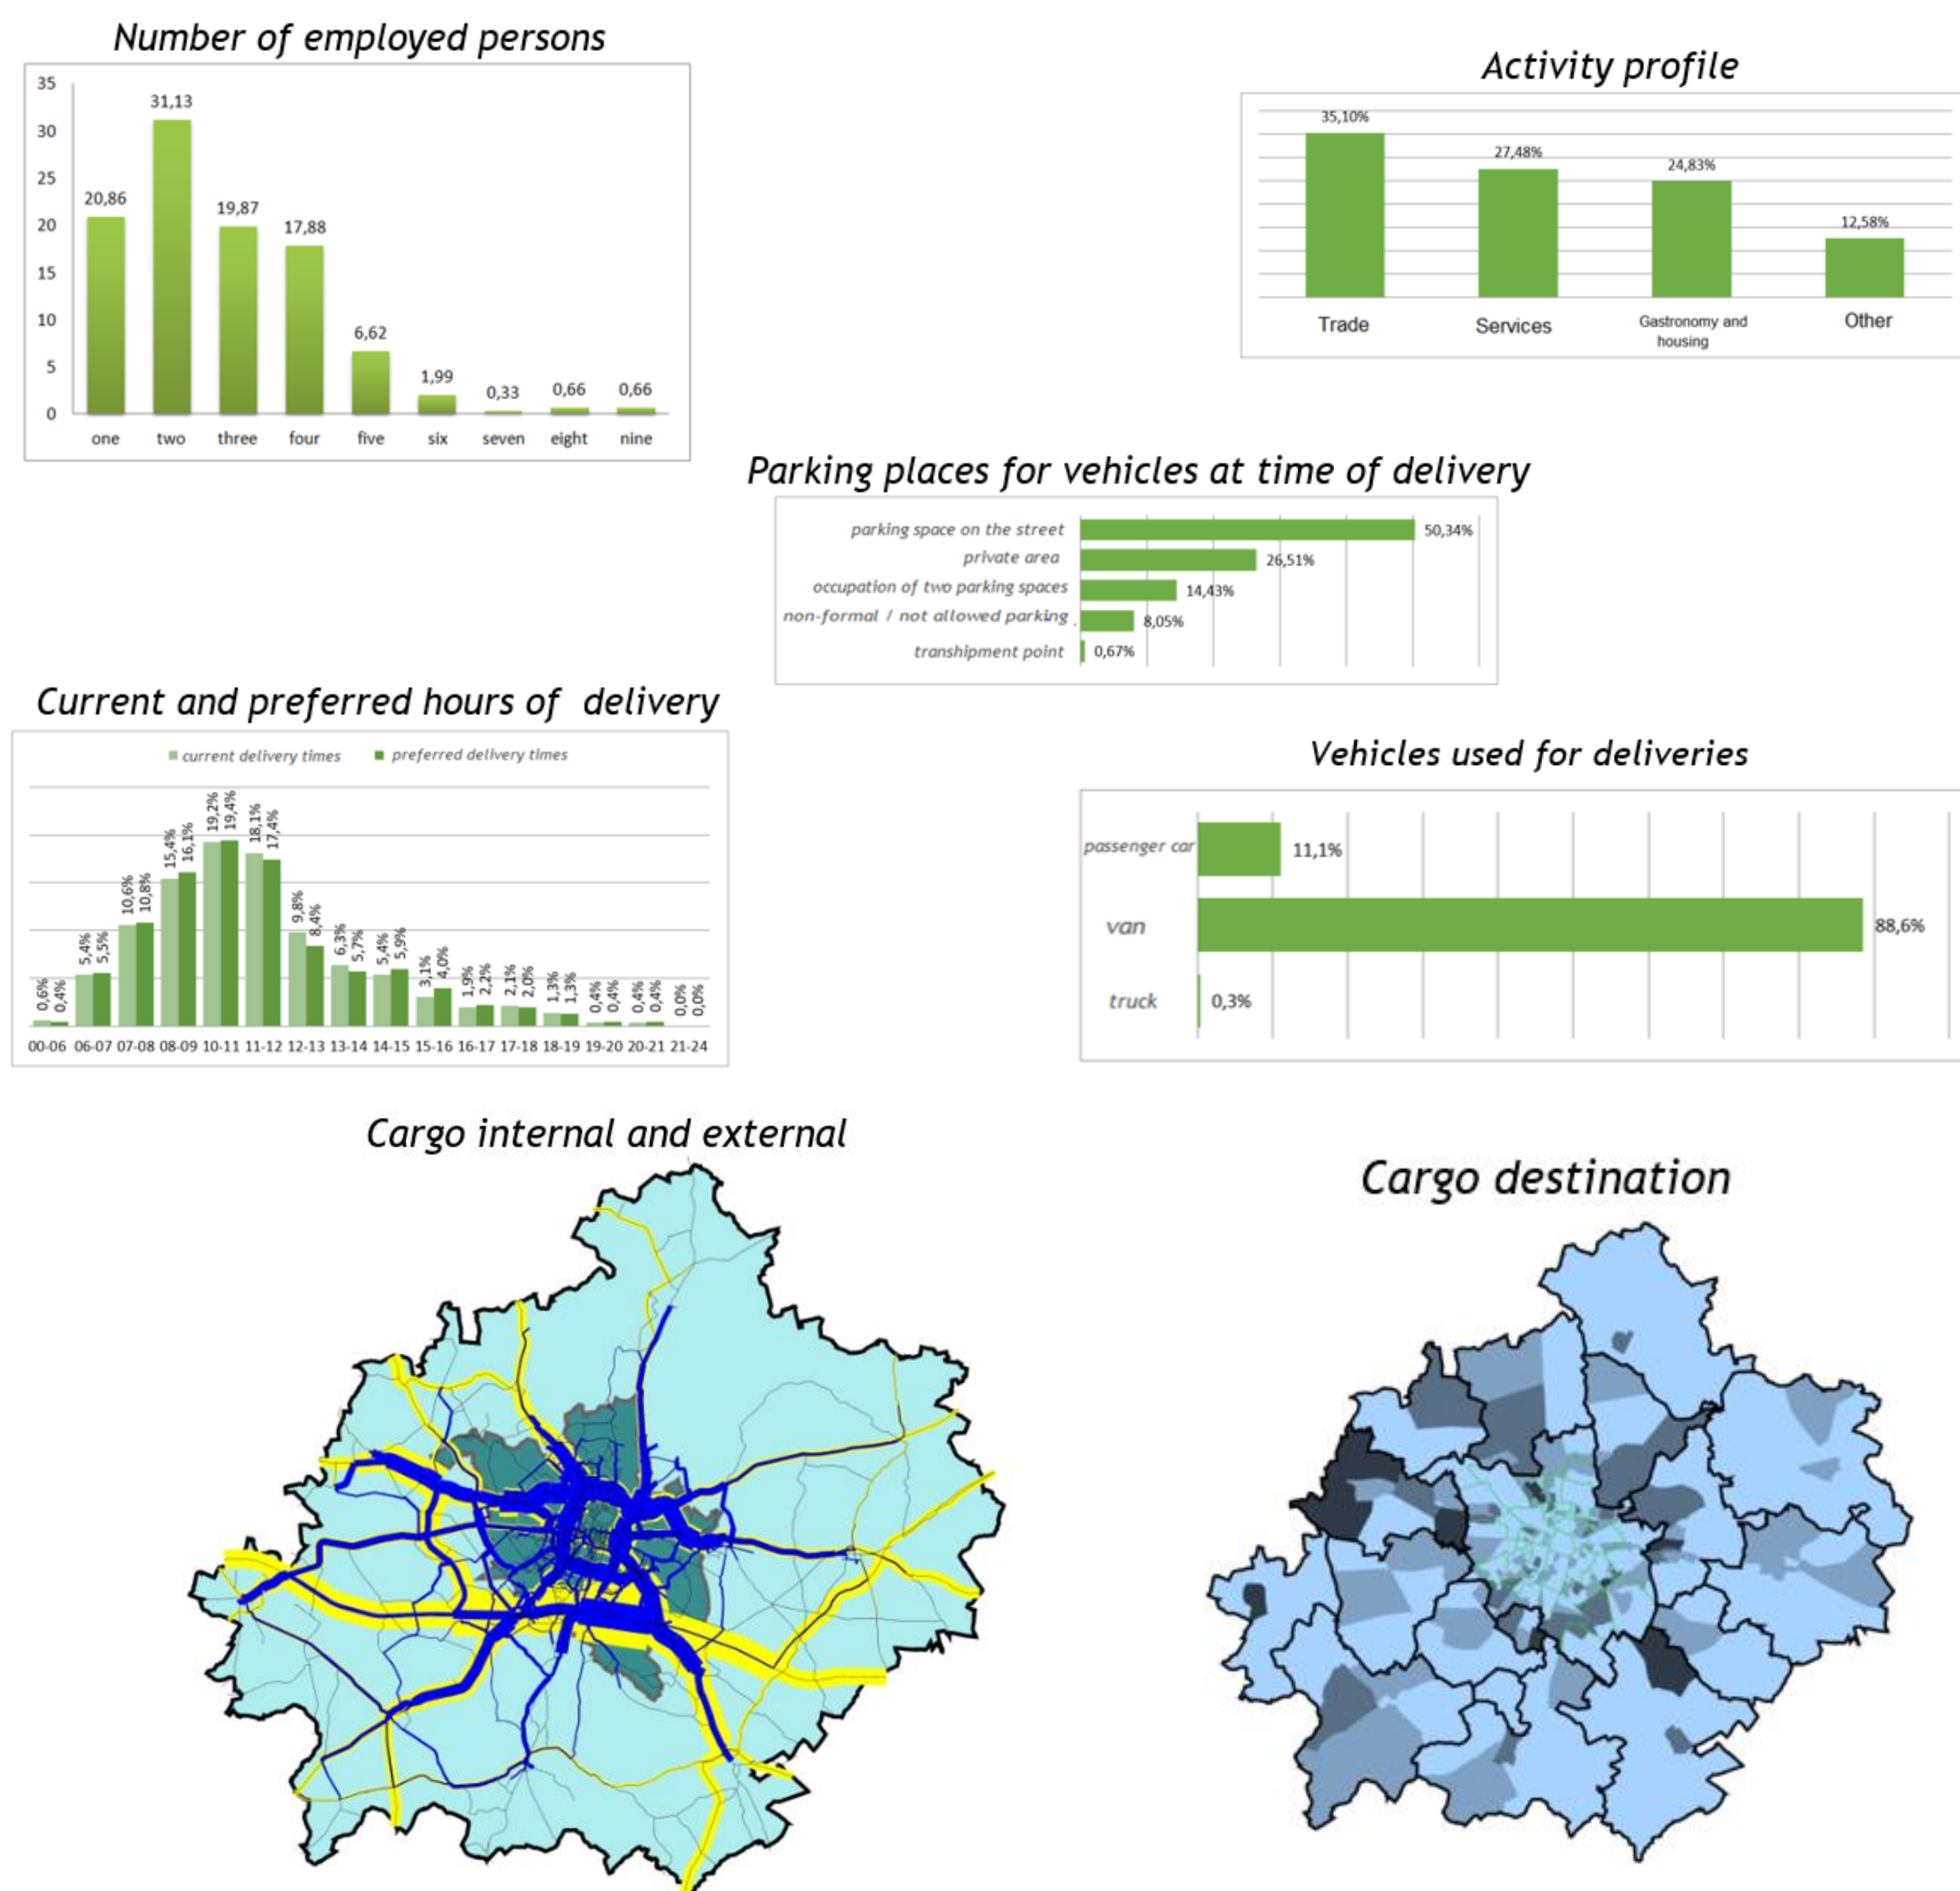 Number of employed persons
35
30
25
20
15
10
5
0
20,86
31,13
19,87
17,88
6,62
1,99
0,33
0,66
0,66
one two three four five six seven eight nine
Activity profile
35,10%
27,48%
24,83%
12,58%
Trade Services Gastronomy and housing Other
Parking places for vehicles at time of delivery
parking space on the street 50,34%
private area 26,51%
occupation of two parking spaces 14,43%
non-formal / not allowed parking . 8,05%
transhipment point 0,67%
Current and preferred hours of delivery
current delivery times preferred delivery times
0,6% 0,4% 5,4% 5,5% 10,6% 10,8% 15,4% 16,1% 19,2% 19,4% 18,1% 17,4% 9,8% 8,4% 6,3% 5,7% 5,4% 5,9% 3,1% 4,0% 1,9% 2,2% 2,1% 2,0% 1,3% 1,3% 0,4% 0,4% 0,4% 0,4% 0,0% 0,0%
00-06 06-07 07-08 08-09 10-11 11-12 12-13 13-14 14-15 15-16 16-17 17-18 18-19 19-20 20-21 21-24
Vehicles used for deliveries
passenger car 11,1%
van 88,6%
truck 0,3%
Cargo internal and external
Cargo destination